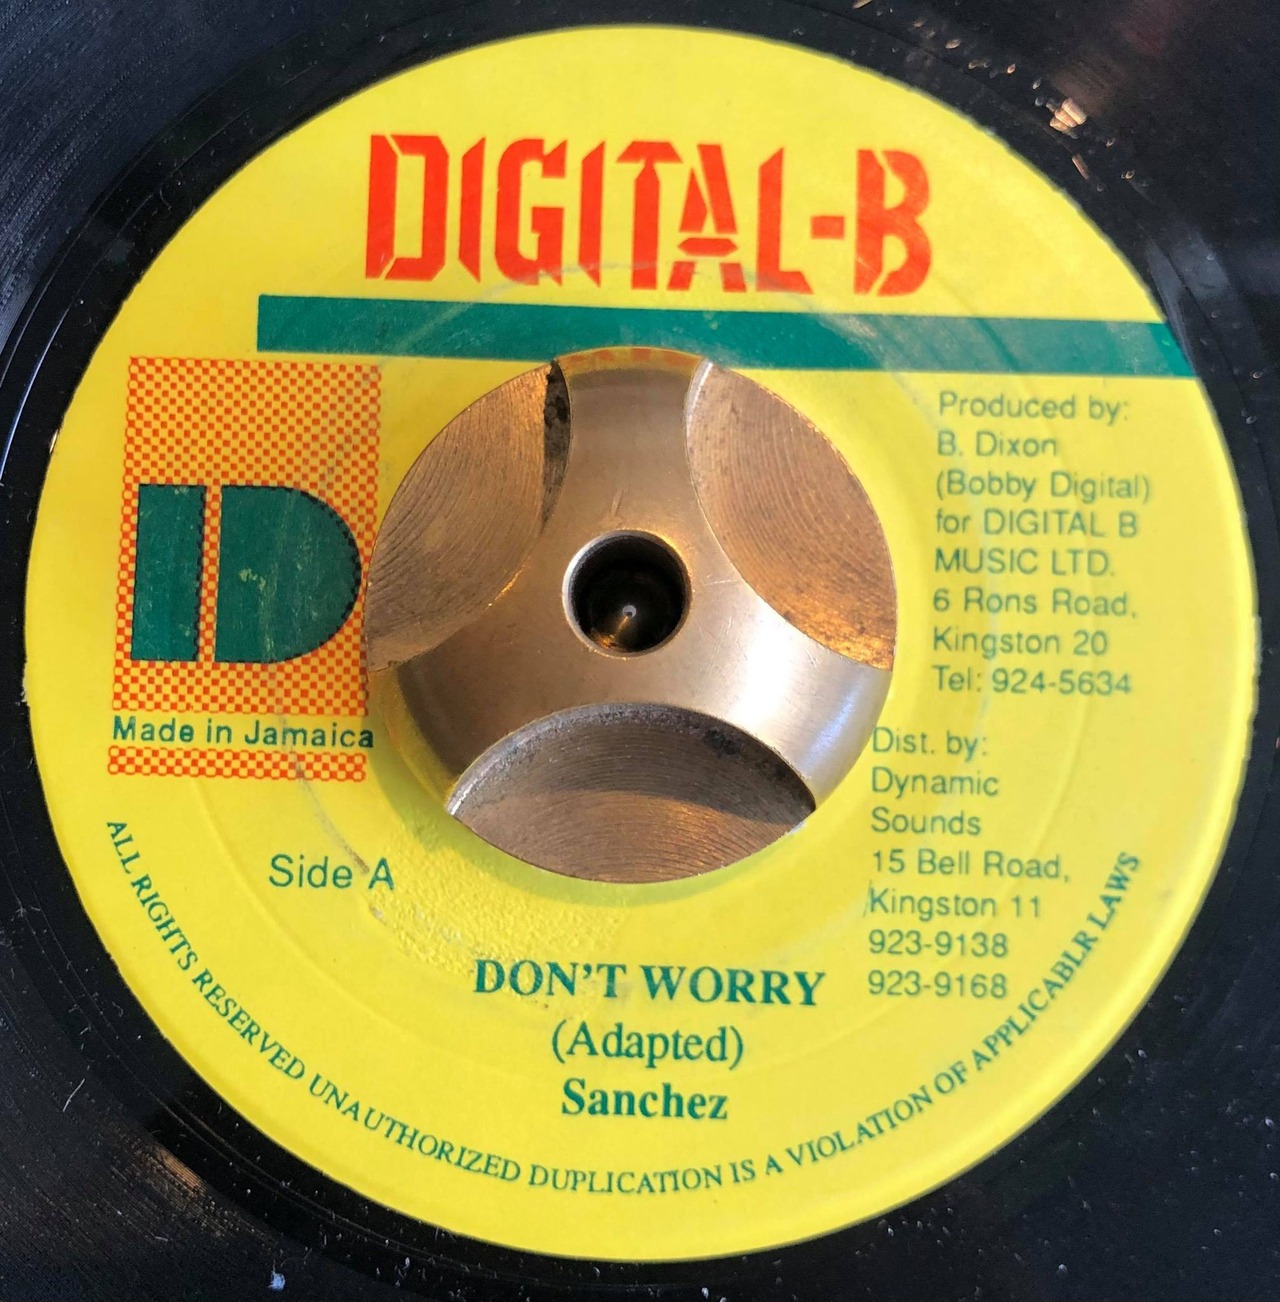 DIGITAL-B
Produced by:
B. Dixon
(Bobby Digital)
for DIGITAL B
MUSIC LTD.
6 Rons Road,
Kingston 20
Tel: 924-5634
D
Made in Jamaica
Dist. by:
Dynamic
Sounds
15 Bell Road,
Kingston 11
923-9138
923-9168
Side A
DON'T WORRY
(Adapted)
Sanchez
ALL RIGHTS RESERVED UNAUTHORIZED DUPLICATION IS A VIOLATION OF APPLICABLR LAWS